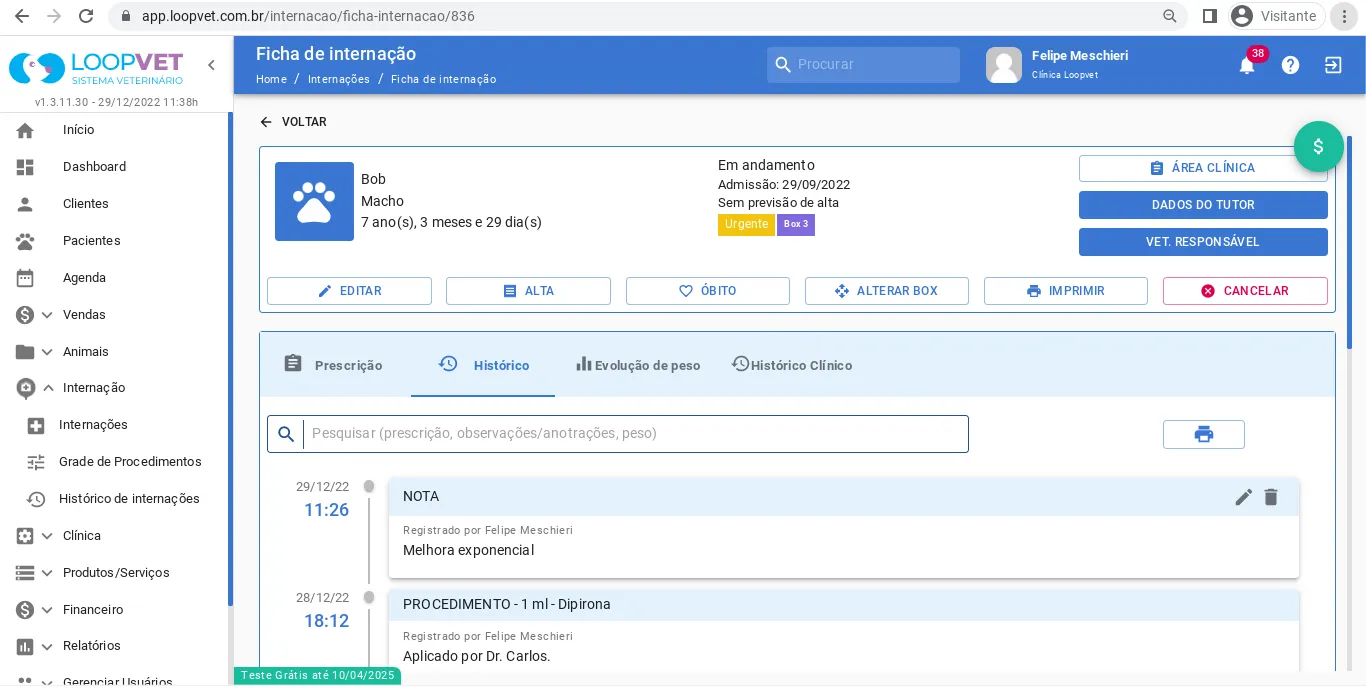 app.loopvet.com.br/internacao/ficha-internacao/836
Visitante
LOOPVET
SISTEMA VETERINÁRIO
v1.3.11.30 - 29/12/2022 11:38h
Início
Dashboard
Clientes
Pacientes
Agenda
Vendas
Animais
Internação
Internações
Grade de Procedimentos
Histórico de internações
Clínica
Produtos/Serviços
Financeiro
Relatórios
Gerenciar Usuários
Ficha de internação
Home / Internações / Ficha de internação
Procurar
Felipe Meschieri
Clínica Loopvet
38
VOLTAR
$
Bob
Macho
7 ano(s), 3 meses e 29 dia(s)
Em andamento
Admissão: 29/09/2022
Sem previsão de alta
Urgente Box 3
ÁREA CLÍNICA
DADOS DO TUTOR
VET. RESPONSÁVEL
EDITAR ALTA ÓBITO ALTERAR BOX IMPRIMIR CANCELAR
Prescrição Histórico Evolução de peso Histórico Clínico
Pesquisar (prescrição, observações/anotrações, peso)
29/12/22
11:26
NOTA
Registrado por Felipe Meschieri
Melhora exponencial
28/12/22
18:12
PROCEDIMENTO - 1 ml - Dipirona
Registrado por Felipe Meschieri
Aplicado por Dr. Carlos.
Teste Grátis até 10/04/2025